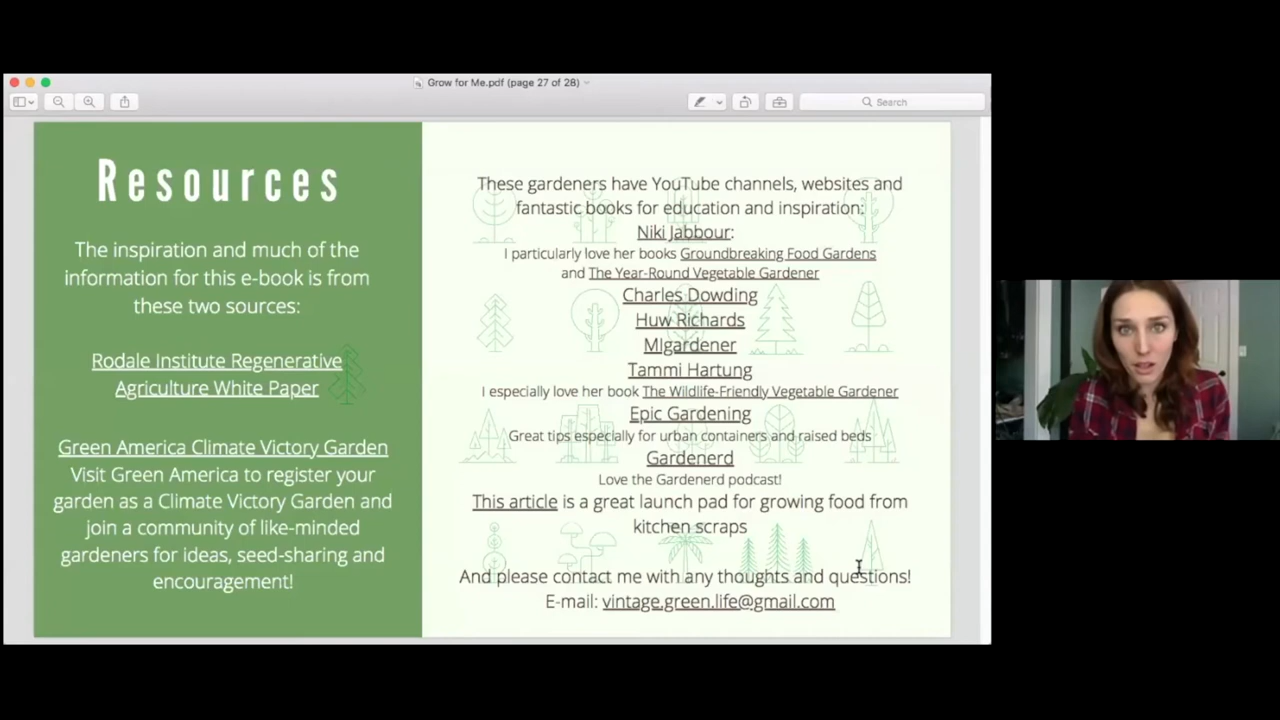 Grow for Me.pdf (page 27 of 28)
Search
Resources
The inspiration and much of the
information for this e-book is from
these two sources:
Rodale Institute Regenerative
Agriculture White Paper
Green America Climate Victory Garden
Visit Green America to register your
garden as a Climate Victory Garden and
join a community of like-minded
gardeners for ideas, seed-sharing and
encouragement!
These gardeners have YouTube channels, websites and
fantastic books for education and inspiration:
Niki Jabbour:
I particularly love her books Groundbreaking Food Gardens
and The Year-Round Vegetable Gardener
Charles Dowding
Huw Richards
MIgardener
Tammi Hartung
I especially love her book The Wildlife-Friendly Vegetable Gardener
Epic Gardening
Great tips especially for urban containers and raised beds
Gardenerd
Love the Gardenerd podcast!
This article is a great launch pad for growing food from
kitchen scraps
And please contact me with any thoughts and questions!
E-mail: vintage.green.life@gmail.com